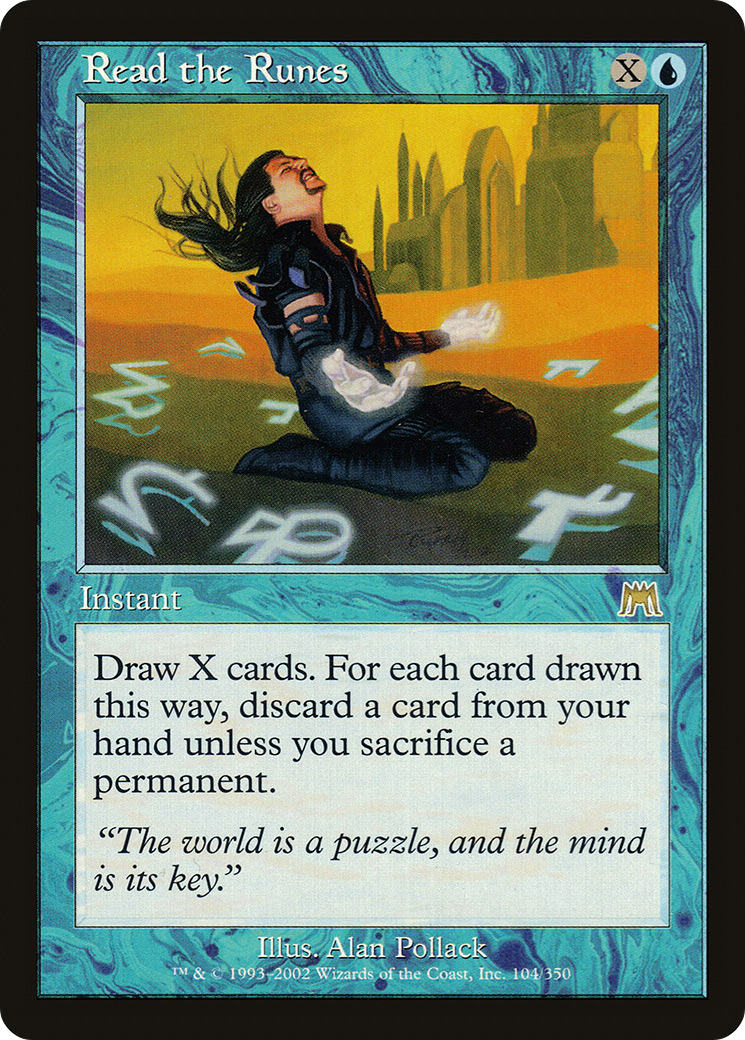 Read the Runes X
Instant
Draw X cards. For each card drawn
this way, discard a card from your
hand unless you sacrifice a
permanent.
“The world is a puzzle, and the mind
is its key.”
Illus. Alan Pollack
™ & © 1993–2002 Wizards of the Coast, Inc. 104/350